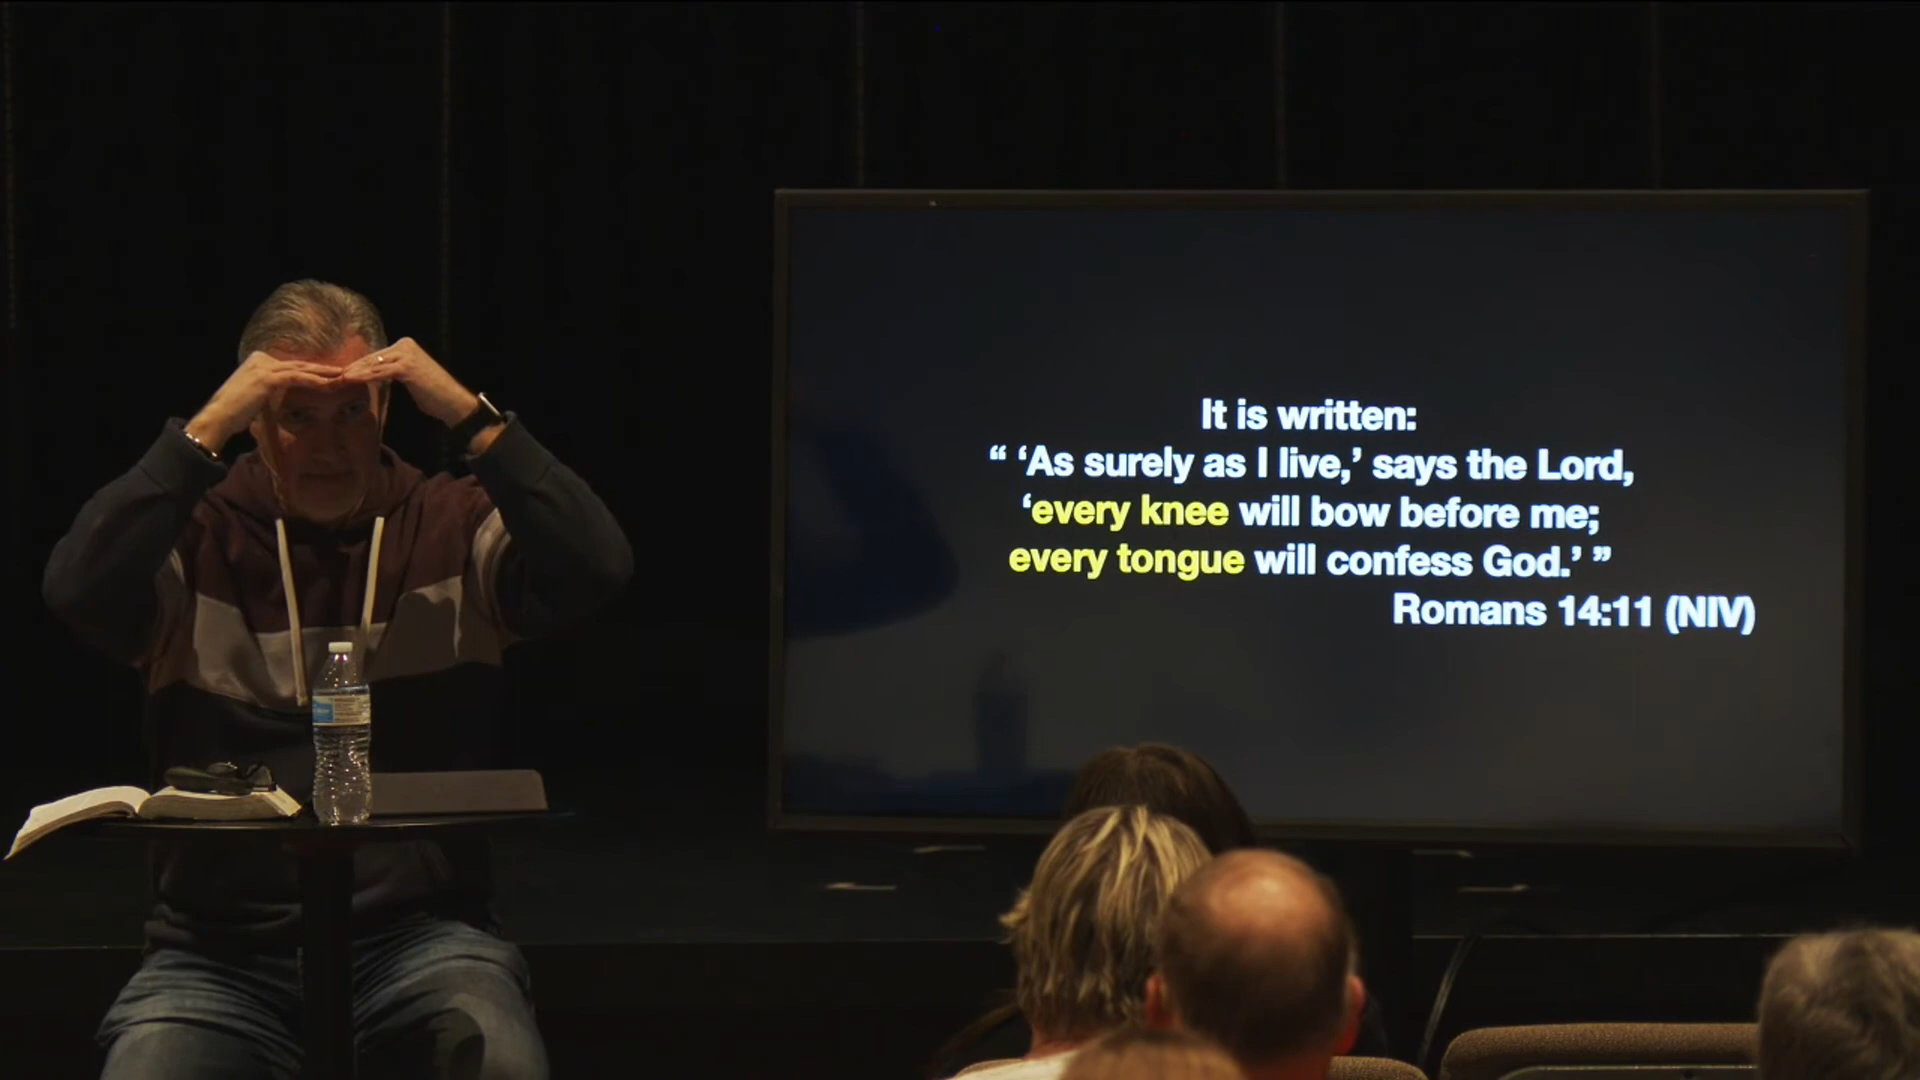 It is written:
“ ‘As surely as I live,’ says the Lord,
‘every knee will bow before me;
every tongue will confess God.’ ”
Romans 14:11 (NIV)